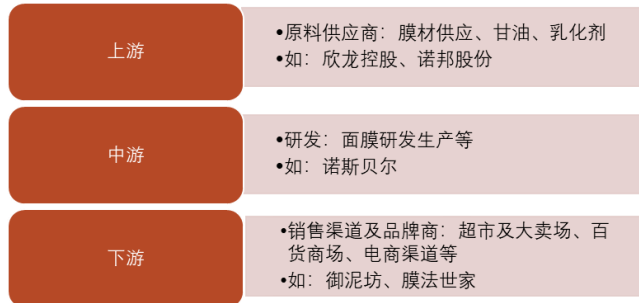 上游
•原料供应商：膜材供应、甘油、乳化剂
•如：欣龙控股、诺邦股份
中游
•研发：面膜研发生产等
•如：诺斯贝尔
下游
•销售渠道及品牌商：超市及大卖场、百
货商场、电商渠道等
•如：御泥坊、膜法世家